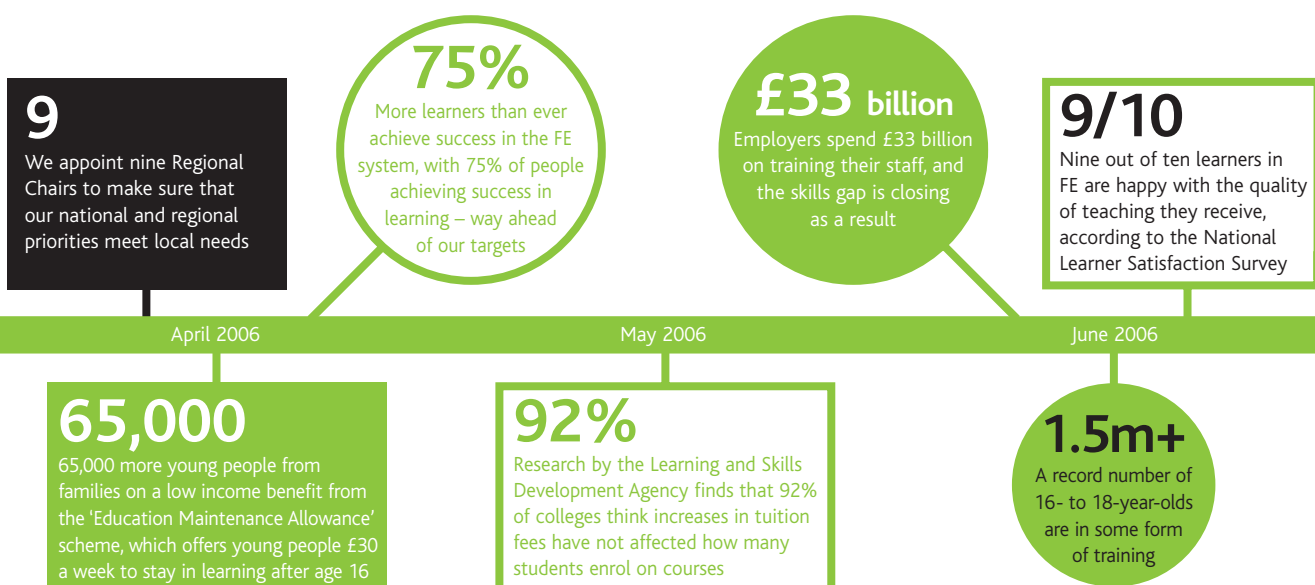 9
We appoint nine Regional
Chairs to make sure that
our national and regional
priorities meet local needs
75%
More learners than ever
achieve success in the FE
system, with 75% of people
achieving success in
learning – way ahead
of our targets
£33 billion
Employers spend £33 billion
on training their staff, and
the skills gap is closing
as a result
9/10
Nine out of ten learners in
FE are happy with the quality
of teaching they receive,
according to the National
Learner Satisfaction Survey
April 2006
May 2006
June 2006
65,000
65,000 more young people from
families on a low income benefit from
the ‘Education Maintenance Allowance’
scheme, which offers young people £30
a week to stay in learning after age 16
92%
Research by the Learning and Skills
Development Agency finds that 92%
of colleges think increases in tuition
fees have not affected how many
students enrol on courses
1.5m+
A record number of
16- to 18-year-olds
are in some form
of training